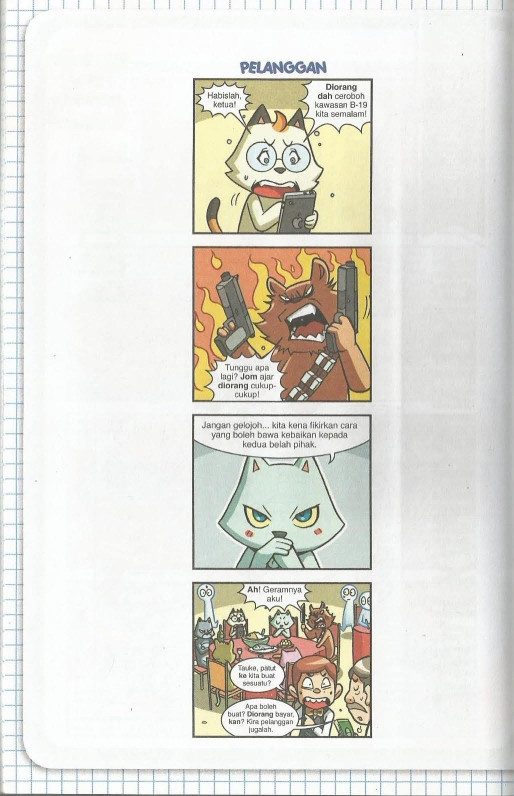 PELANGGAN
Habislah,
ketua!
Diorang
dah ceroboh
kawasan B-19
kita semalam!
Tunggu apa
lagi? Jom ajar
diorang cukup-
cukup!
Jangan gelojoh... kita kena fikirkan cara
yang boleh bawa kebaikan kepada
kedua belah pihak.
Ah! Geramnya
aku!
Tauke, patut
ke kita buat
sesuatu?
Apa boleh
buat? Diorang bayar,
kan? Kira pelanggan
jugalah.